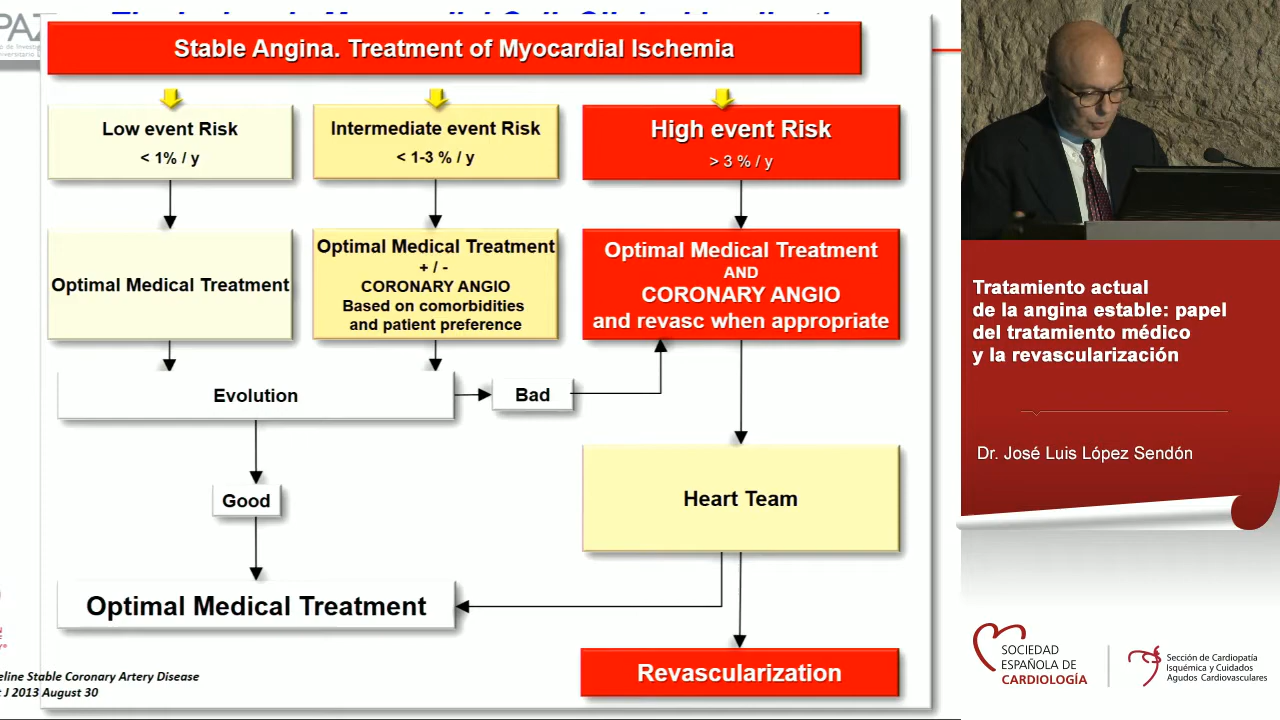 PAZ
Stable Angina. Treatment of Myocardial Ischemia
Low event Risk
< 1% / y
Intermediate event Risk
< 1-3 % / y
High event Risk
> 3 % / y
Optimal Medical Treatment
Optimal Medical Treatment
+ / -
CORONARY ANGIO
Based on comorbidities
and patient preference
Optimal Medical Treatment
AND
CORONARY ANGIO
and revasc when appropriate
Evolution
Bad
Good
Heart Team
Optimal Medical Treatment
Revascularization
eline Stable Coronary Artery Disease
J 2013 August 30
Tratamiento actual
de la angina estable: papel
del tratamiento médico
y la revascularización
Dr. José Luis López Sendón
SOCIEDAD
ESPAÑOLA DE
CARDIOLOGÍA
Sección de Cardiopatía
Isquémica y Cuidados
Agudos Cardiovasculares